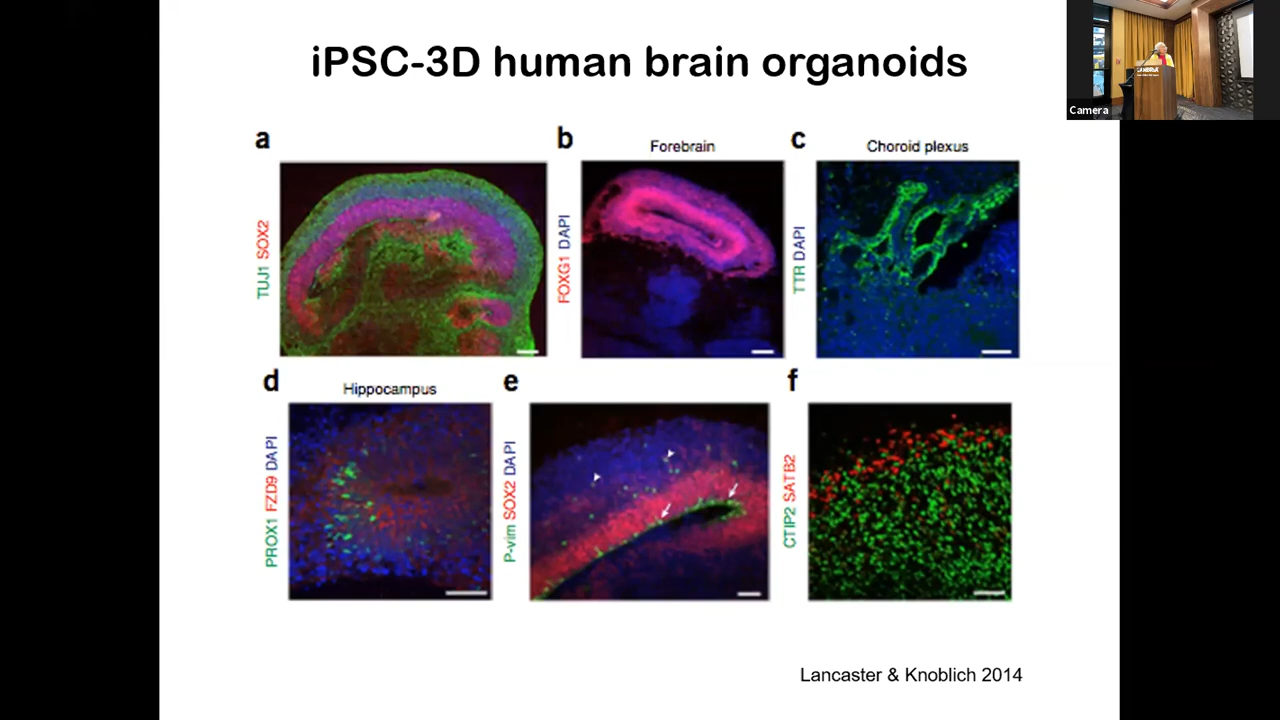 iPSC-3D human brain organoids
Camera
a
b
Forebrain
c
Choroid plexus
TUJ1 SOX2
FOXG1 DAPI
TTR DAPI
d
Hippocampus
e
f
PROX1 FZD9 DAPI
P-vim SOX2 DAPI
CTIP2 SATB2
Lancaster & Knoblich 2014